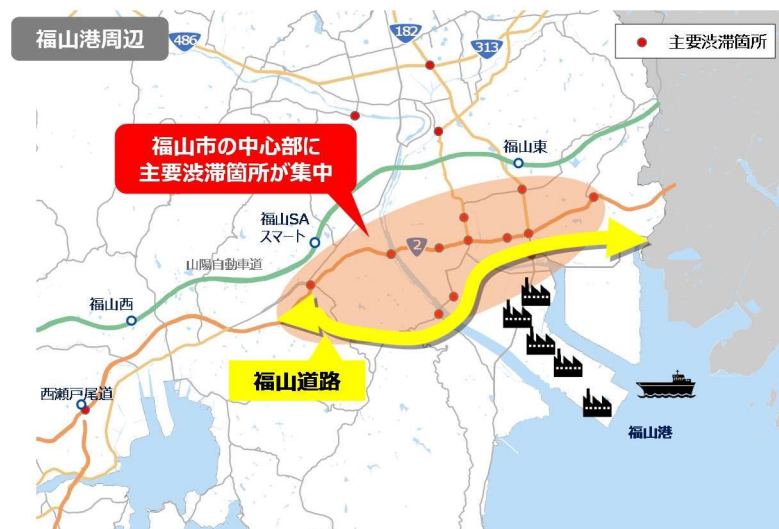 福山港周辺
486
182
313
主要渋滞箇所
福山市の中心部に
主要渋滞箇所が集中
福山東
福山SA
スマート
2
山陽自動車道
福山西
福山道路
西瀬戸尾道
福山港